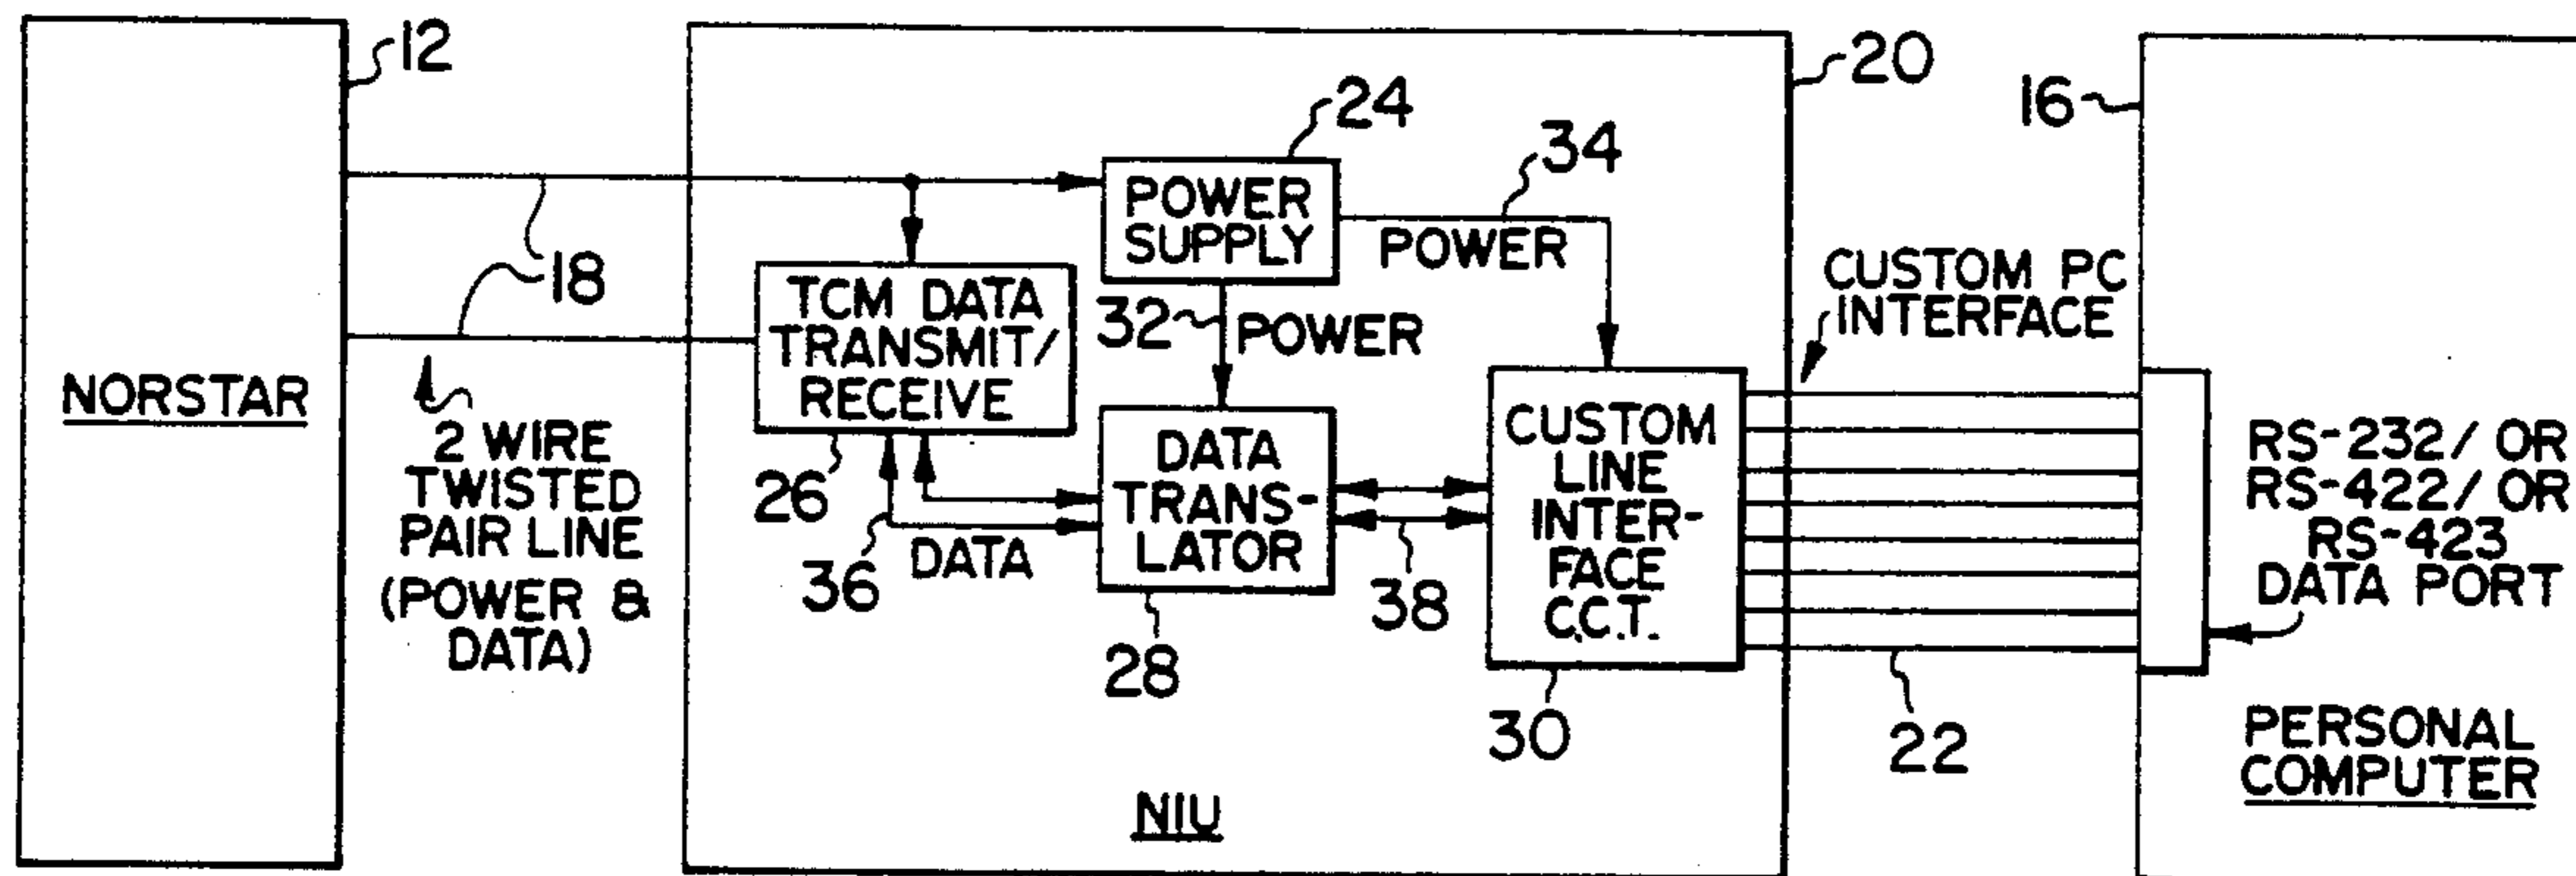 12
NORSTAR
18
2 WIRE
TWISTED
PAIR LINE
(POWER &
DATA)
20
24
POWER
SUPPLY
34
POWER
32
POWER
TCM DATA
TRANSMIT/
RECEIVE
26
36
DATA
DATA
TRANS-
LATOR
28
38
CUSTOM
LINE
INTER-
FACE
C.C.T.
30
NIU
CUSTOM PC
INTERFACE
22
16
RS-232/ OR
RS-422/ OR
RS-423
DATA PORT
PERSONAL
COMPUTER